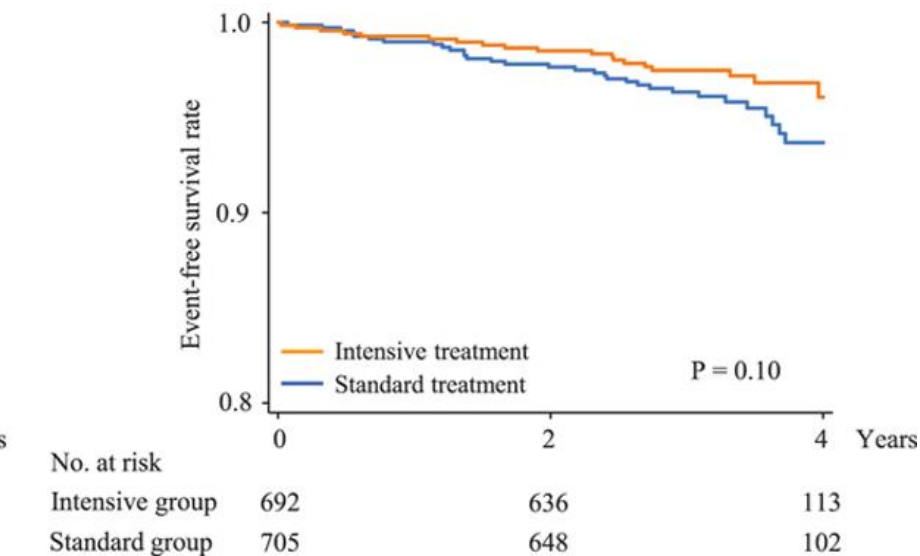 1.0
0.9
0.8
Event-free survival rate
Intensive treatment
Standard treatment
P = 0.10
0 2 4 Years
s
No. at risk
Intensive group 692 636 113
Standard group 705 648 102